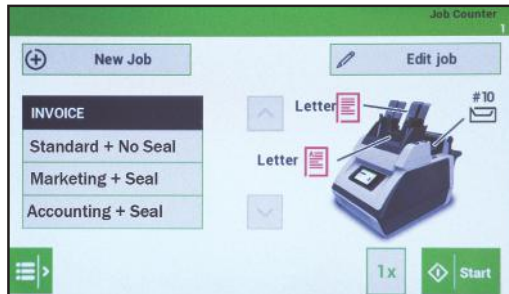 Job Counter
1
New Job
Edit job
INVOICE
Standard + No Seal
Marketing + Seal
Accounting + Seal
Letter
#10
Letter
1x
Start